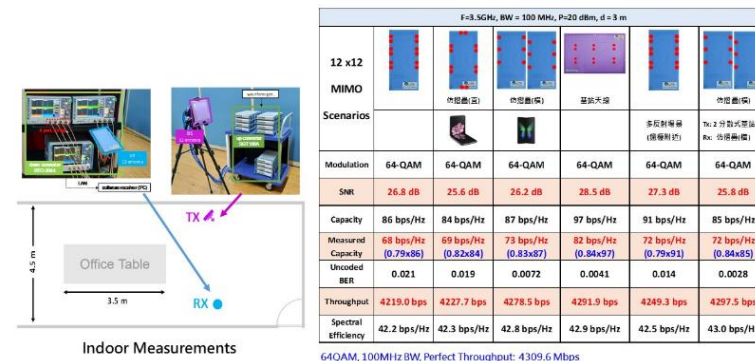 TX
RX
Office Table
4.5 m
3.5 m
LAN
Indoor Measurements
F=3.5GHz, BW = 100 MHz, P=20 dBm, d = 3 m
12 x12
MIMO
Scenarios
仿摺疊(直) 仿摺疊(橫) 基站天線 仿摺疊(橫)
多反射場景 Tx: 2 分散式基站
Rx: 仿摺疊(橫)
Modulation 64-QAM 64-QAM 64-QAM 64-QAM 64-QAM 64-QAM
SNR 26.8 dB 25.6 dB 26.2 dB 28.5 dB 27.3 dB 25.8 dB
Capacity 86 bps/Hz 84 bps/Hz 87 bps/Hz 97 bps/Hz 91 bps/Hz 85 bps/Hz
Measured 68 bps/Hz 69 bps/Hz 73 bps/Hz 82 bps/Hz 72 bps/Hz 72 bps/Hz
Capacity (0.79x86) (0.82x84) (0.83x87) (0.84x97) (0.79x91) (0.84x85)
Uncoded
BER 0.021 0.019 0.0072 0.0041 0.014 0.0028
Throughput 4219.0 bps 4227.7 bps 4278.5 bps 4291.9 bps 4249.3 bps 4297.5 bps
Spectral
Efficiency 42.2 bps/Hz 42.3 bps/Hz 42.8 bps/Hz 42.9 bps/Hz 42.5 bps/Hz 43.0 bps/Hz
64QAM, 100MHz BW, Perfect Throughput: 4309.6 Mbps